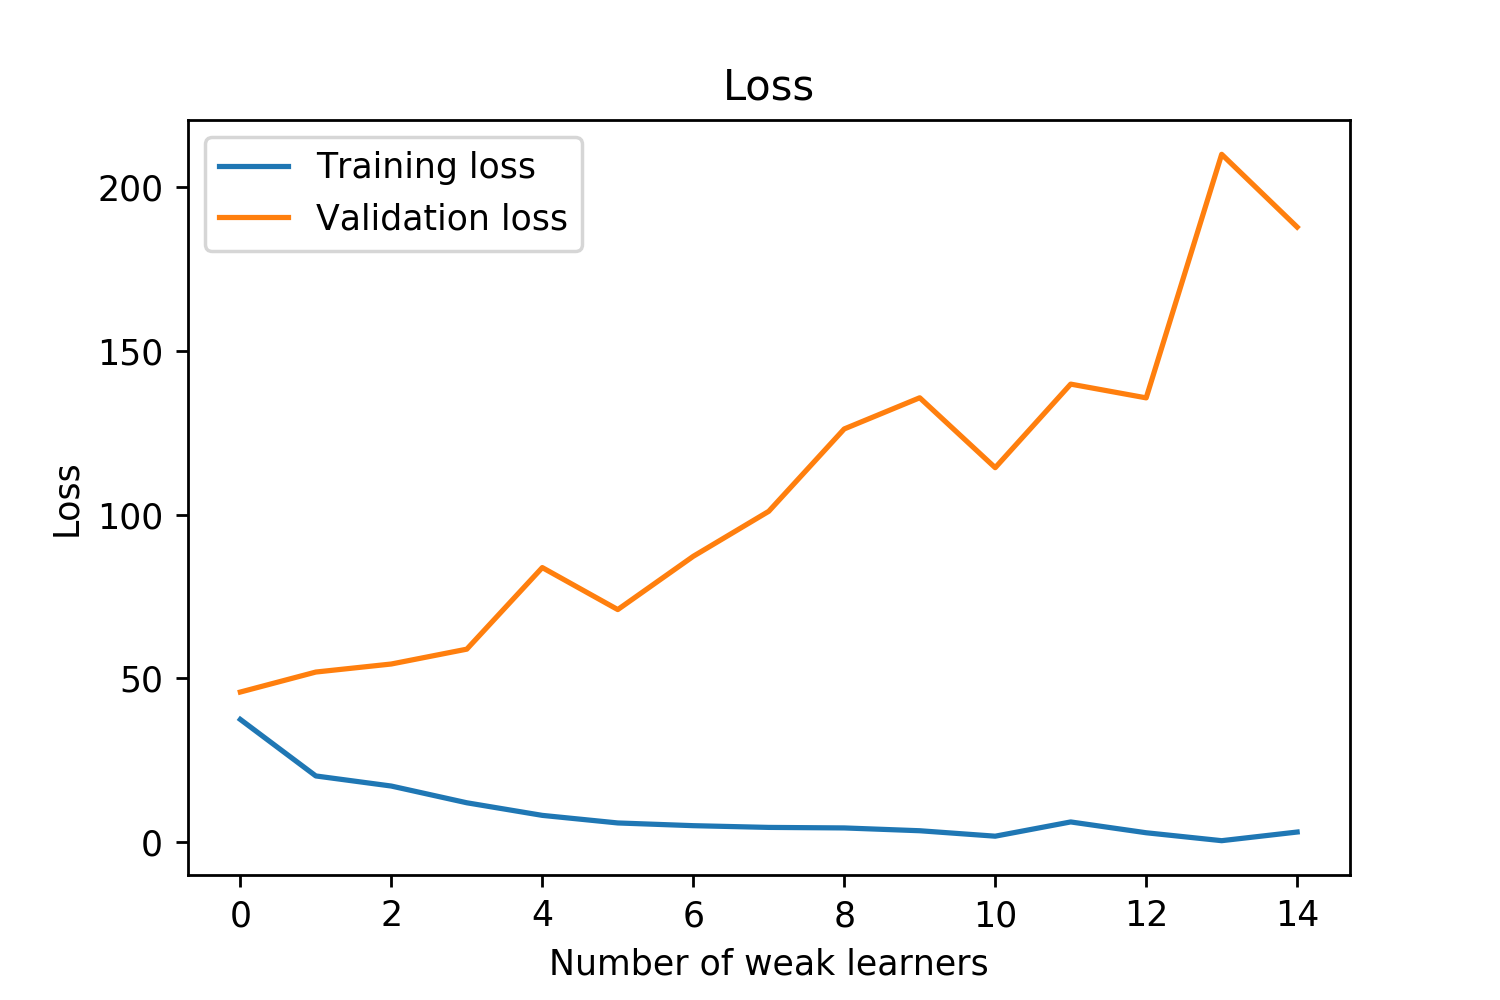 Loss
Training loss
Validation loss
200
150
100
50
0
Loss
0 2 4 6 8 10 12 14
Number of weak learners